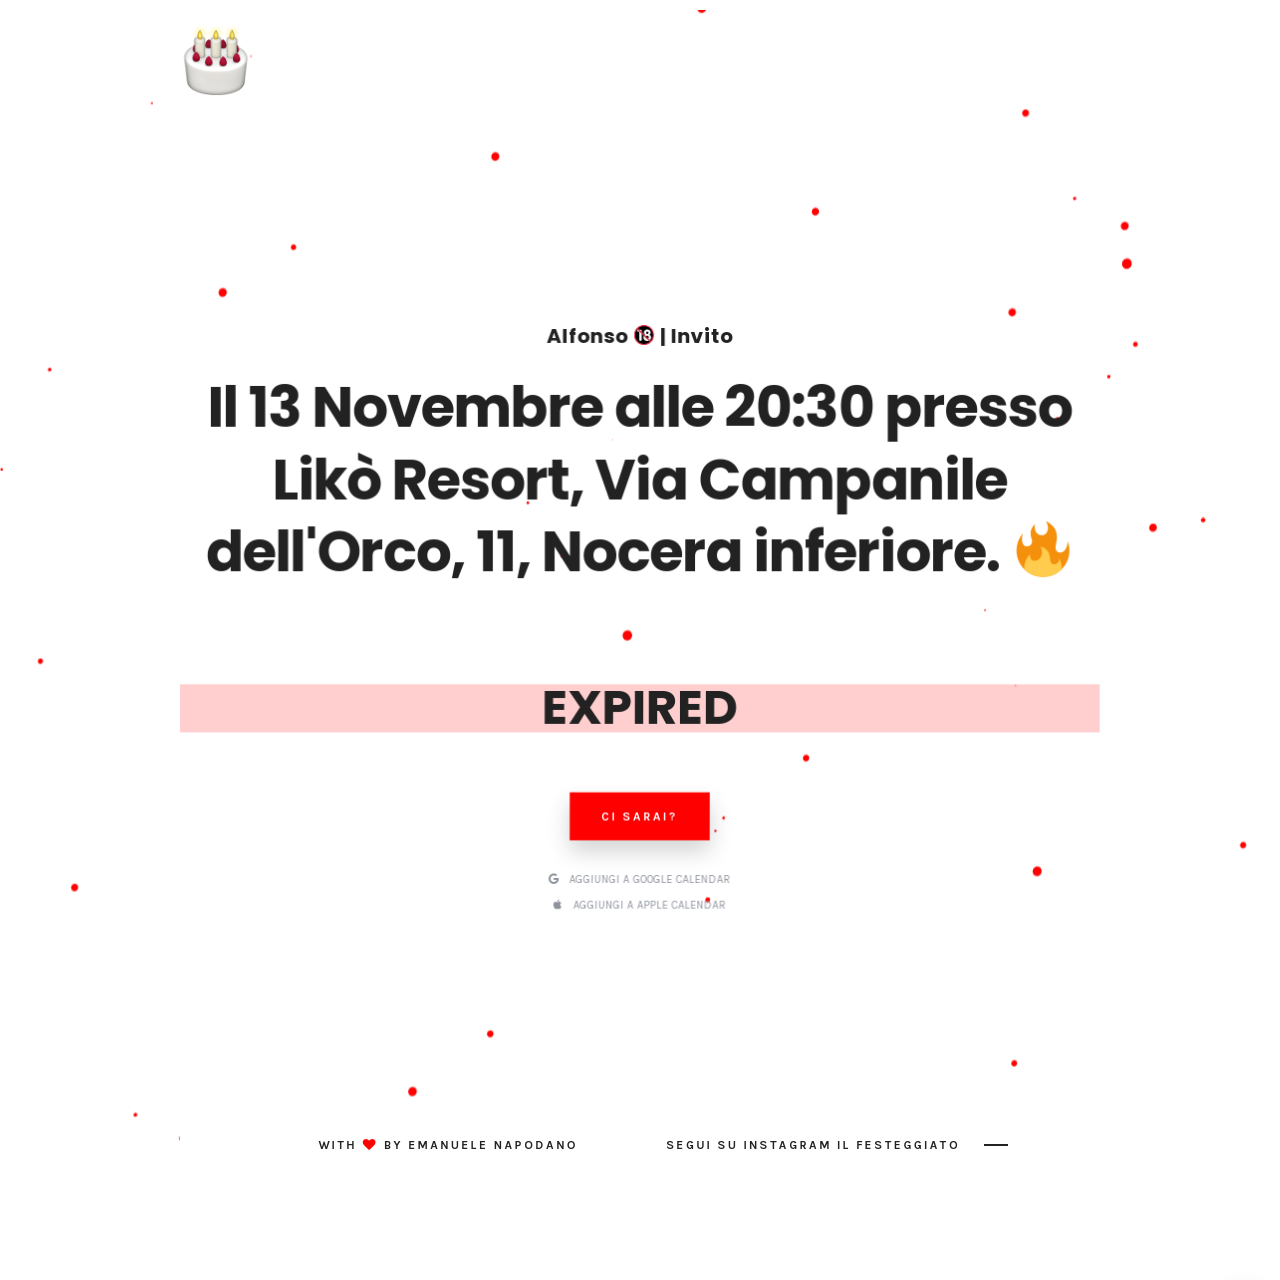 Alfonso 🔞 | Invito
Il 13 Novembre alle 20:30 presso
Likò Resort, Via Campanile
dell'Orco, 11, Nocera inferiore. 🔥
EXPIRED
CI SARAI?
AGGIUNGI A GOOGLE CALENDAR
AGGIUNGI A APPLE CALENDAR
WITH ❤ BY EMANUELE NAPODANO
SEGUI SU INSTAGRAM IL FESTEGGIATO